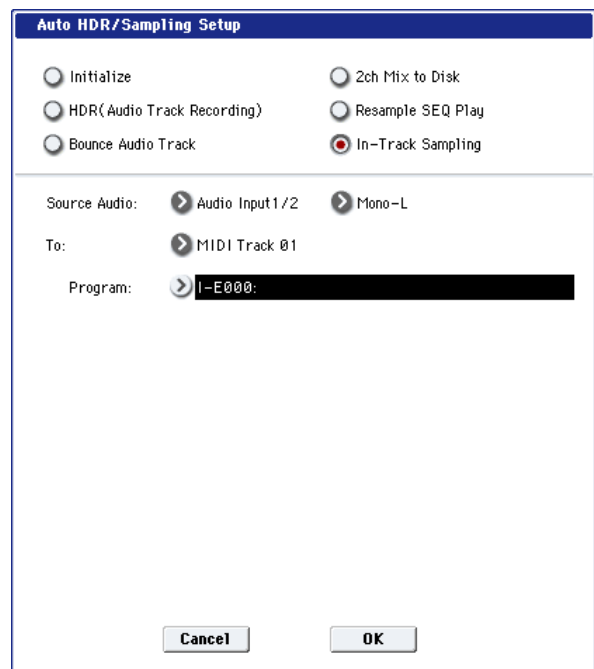 Auto HDR/Sampling Setup
Initialize
2ch Mix to Disk
HDR(Audio Track Recording)
Resample SEQ Play
Bounce Audio Track
In-Track Sampling
Source Audio: Audio Input1/2 Mono-L
To: MIDI Track 01
Program: I-E000:
Cancel OK